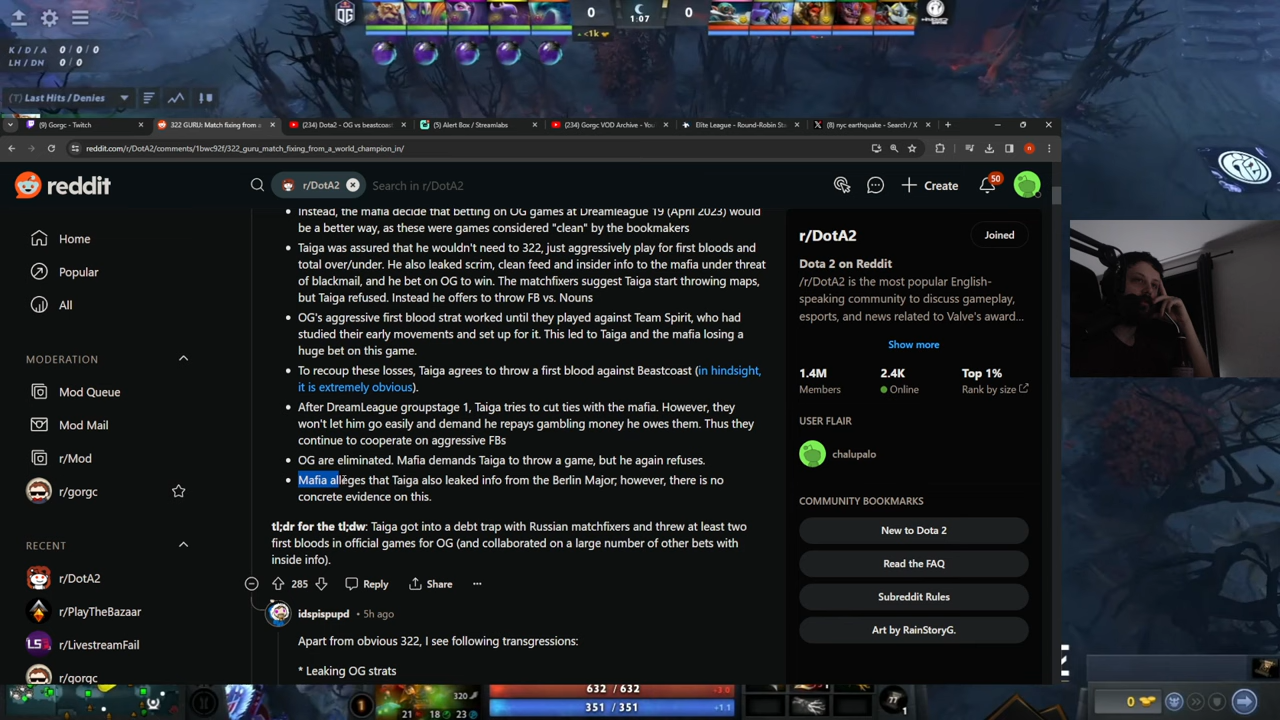 0 1:07 0
<1k
K / D / A 0 / 0 / 0
LH / DN 0 / 0
(T) Last Hits / Denies
(9) Gorgc - Twitch
322 GURU: Match fixing from a
(234) Dota2 - OG vs beastcoast
(5) Alert Box / Streamlabs
(234) Gorgc VOD Archive - You
Elite League - Round-Robin St
(8) nyc earthquake - Search / X
reddit.com/r/DotA2/comments/1bwc92f/322_guru_match_fixing_from_a_world_champion_in/
reddit
r/DotA2
Search in r/DotA2
Create
50
Home
Popular
All
MODERATION
Mod Queue
Mod Mail
r/Mod
r/gorgc
RECENT
r/DotA2
r/PlayTheBazaar
r/LivestreamFail
r/gorgc
Instead, the mafia decide that betting on OG games at Dreamleague 19 (April 2023) would
be a better way, as these were games considered "clean" by the bookmakers
Taiga was assured that he wouldn't need to 322, just aggressively play for first bloods and
total over/under. He also leaked scrim, clean feed and insider info to the mafia under threat
of blackmail, and he bet on OG to win. The matchfixers suggest Taiga start throwing maps,
but Taiga refused. Instead he offers to throw FB vs. Nouns
OG's aggressive first blood strat worked until they played against Team Spirit, who had
studied their early movements and set up for it. This led to Taiga and the mafia losing a
huge bet on this game.
To recoup these losses, Taiga agrees to throw a first blood against Beastcoast (in hindsight,
it is extremely obvious).
After DreamLeague groupstage 1, Taiga tries to cut ties with the mafia. However, they
won't let him go easily and demand he repays gambling money he owes them. Thus they
continue to cooperate on aggressive FBs
OG are eliminated. Mafia demands Taiga to throw a game, but he again refuses.
Mafia alleges that Taiga also leaked info from the Berlin Major; however, there is no
concrete evidence on this.
tl;dr for the tl;dw: Taiga got into a debt trap with Russian matchfixers and threw at least two
first bloods in official games for OG (and collaborated on a large number of other bets with
inside info).
285 Reply Share
idspispupd • 5h ago
Apart from obvious 322, I see following transgressions:
* Leaking OG strats
r/DotA2
Joined
Dota 2 on Reddit
/r/DotA2 is the most popular English-
speaking community to discuss gameplay,
esports, and news related to Valve's award...
Show more
1.4M 2.4K Top 1%
Members Online Rank by size
USER FLAIR
chalupalo
COMMUNITY BOOKMARKS
New to Dota 2
Read the FAQ
Subreddit Rules
Art by RainStoryG.
1
320
21 18 23
632 / 632
351 / 351
-3.0
+1.1
0